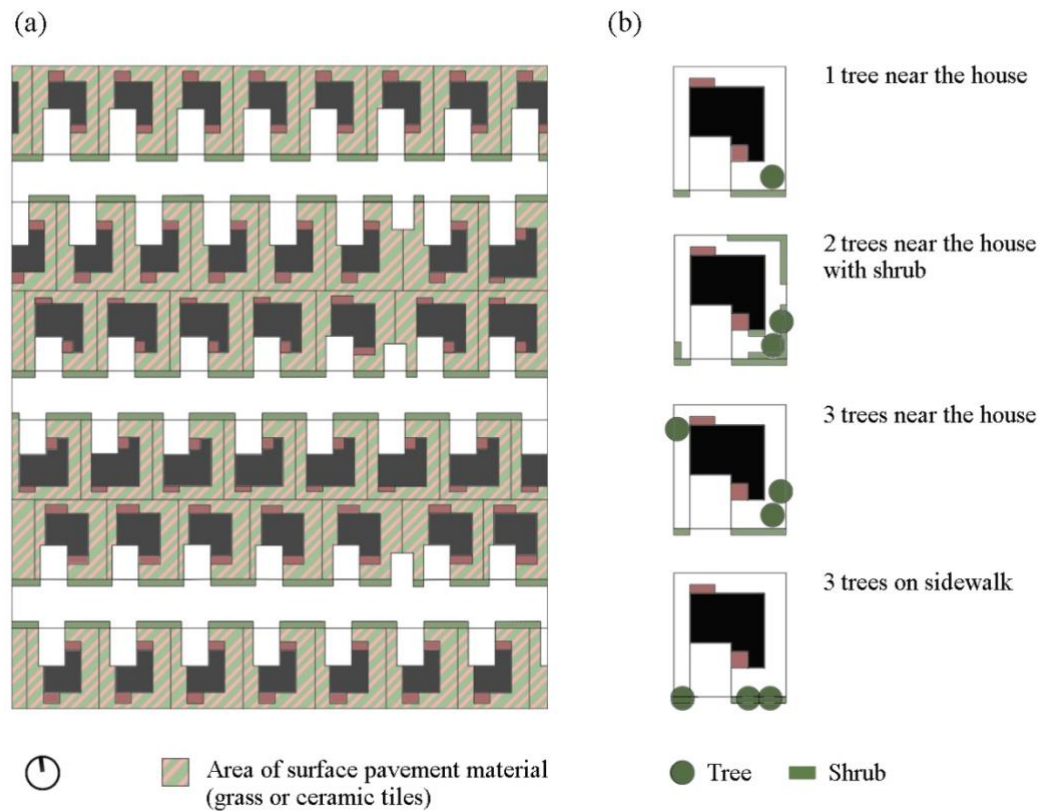 (a)
(b)
1 tree near the house
2 trees near the house
with shrub
3 trees near the house
3 trees on sidewalk
Area of surface pavement material
(grass or ceramic tiles)
Tree
Shrub